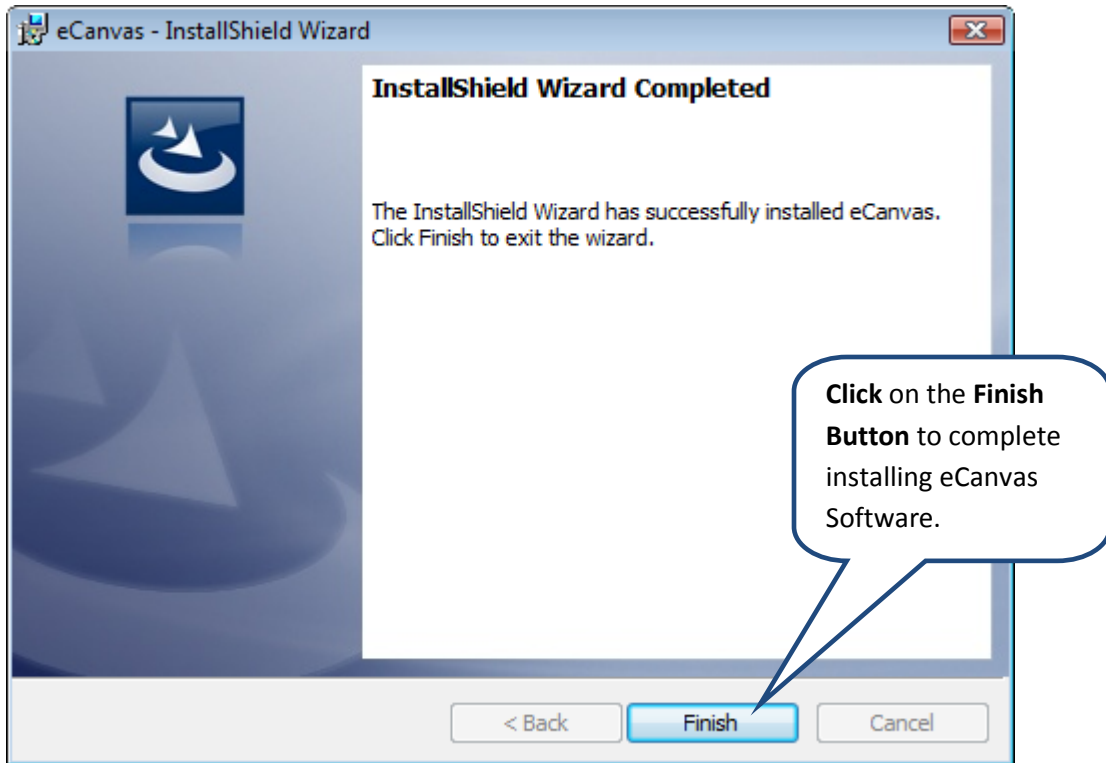 eCanvas - InstallShield Wizard
InstallShield Wizard Completed
The InstallShield Wizard has successfully installed eCanvas.
Click Finish to exit the wizard.
Click on the Finish
Button to complete
installing eCanvas
Software.
< Back
Finish
Cancel